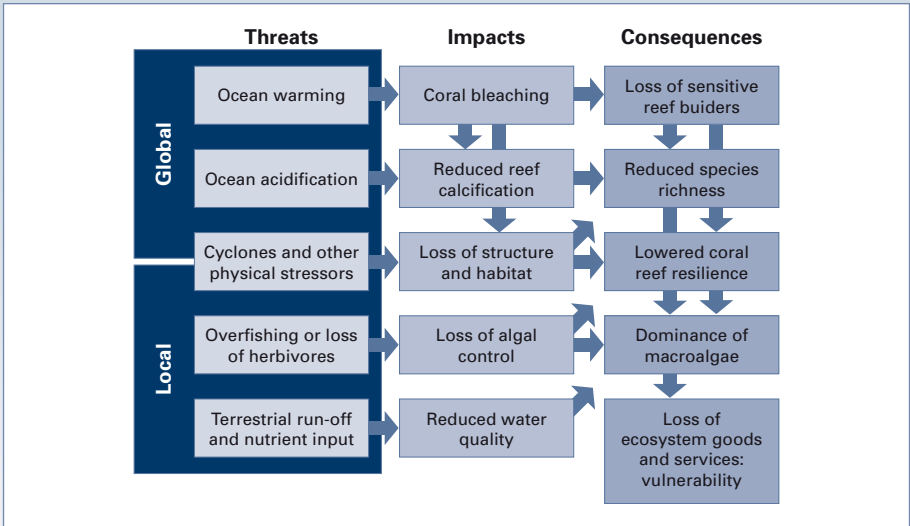 Threats
Impacts
Consequences
Global
Ocean warming
Coral bleaching
Loss of sensitive
reef buiders
Ocean acidification
Reduced reef
calcification
Reduced species
richness
Cyclones and other
physical stressors
Loss of structure
and habitat
Lowered coral
reef resilience
Local
Overfishing or loss
of herbivores
Loss of algal
control
Dominance of
macroalgae
Terrestrial run-off
and nutrient input
Reduced water
quality
Loss of
ecosystem goods
and services:
vulnerability